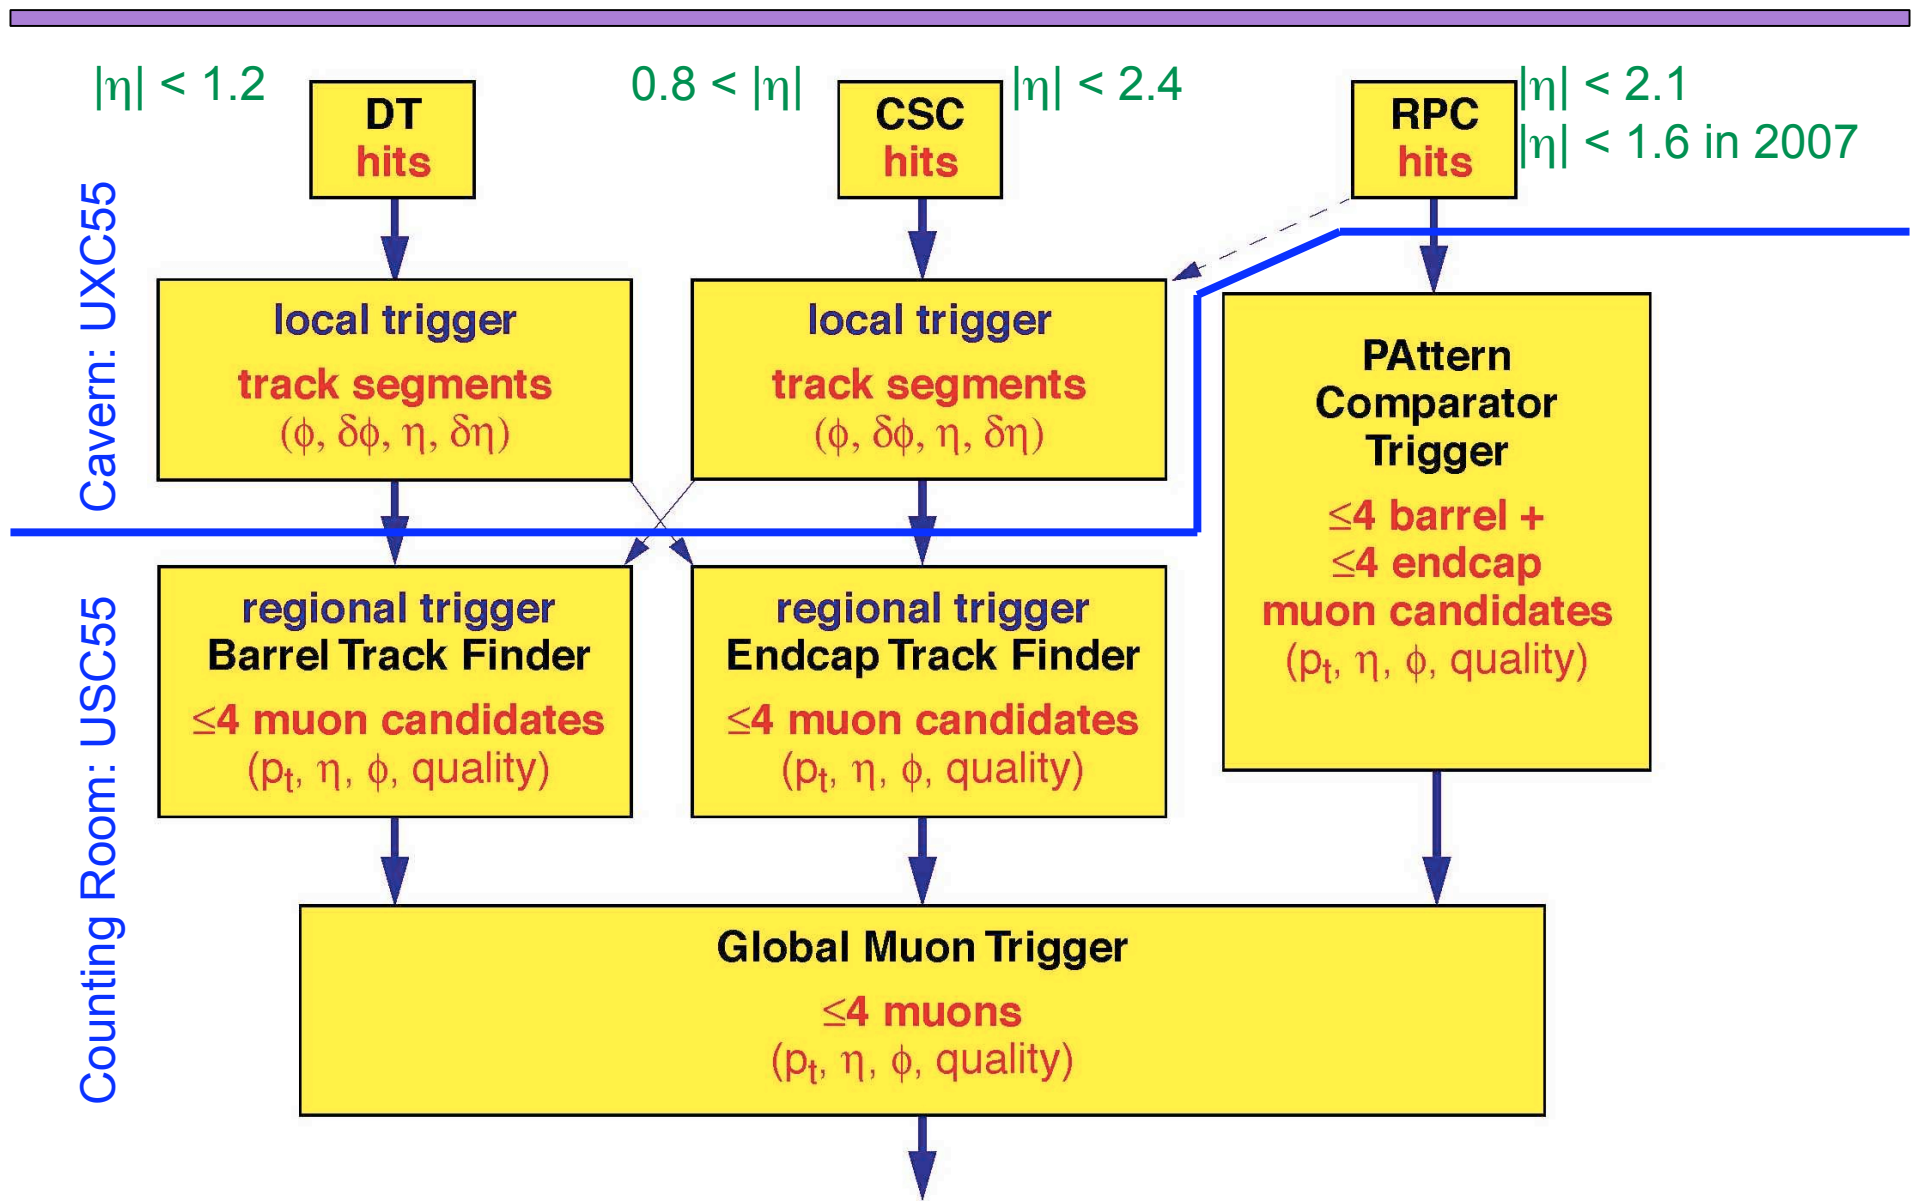 |η| < 1.2
DT
hits
0.8 < |η|
CSC
hits
|η| < 2.4
RPC
hits
|η| < 2.1
|η| < 1.6 in 2007
Cavern: UXC55
local trigger
track segments
(ϕ, δϕ, η, δη)
local trigger
track segments
(ϕ, δϕ, η, δη)
PAttern
Comparator
Trigger
≤4 barrel +
≤4 endcap
muon candidates
(pt, η, ϕ, quality)
Counting Room: USC55
regional trigger
Barrel Track Finder
≤4 muon candidates
(pt, η, ϕ, quality)
regional trigger
Endcap Track Finder
≤4 muon candidates
(pt, η, ϕ, quality)
Global Muon Trigger
≤4 muons
(pt, η, ϕ, quality)